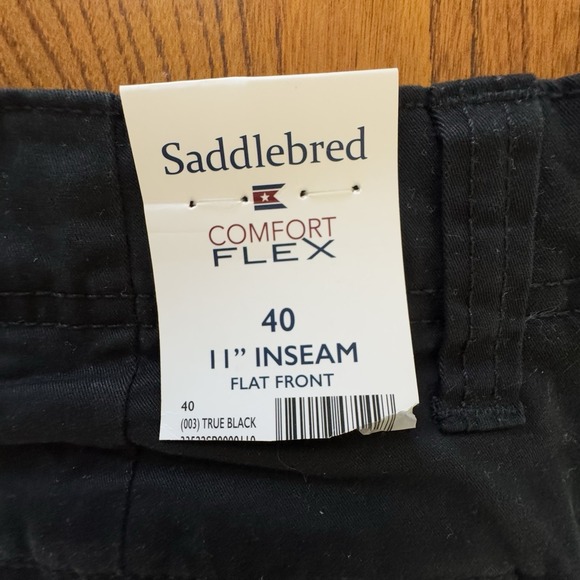 Saddlebred
COMFORT
FLEX
40
11" INSEAM
FLAT FRONT
40
(003) TRUE BLACK